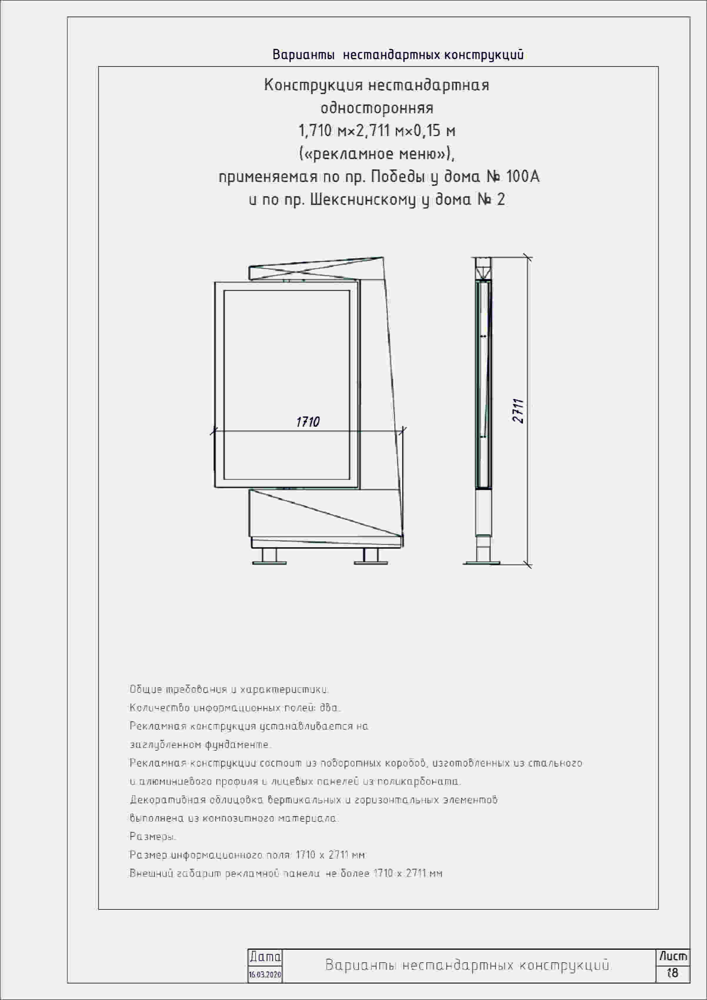 Варианты нестандартных конструкций
Конструкция нестандартная
односторонняя
1,710 м×2,711 м×0,15 м
(«рекламное меню»),
применяемая по пр. Победы у дома № 100А
и по пр. Шекснинскому у дома № 2
1710
2711
Общие требования и характеристики.
Количество информационных полей: два.
Рекламная конструкция устанавливается на
заглубленном фундаменте.
Рекламная конструкции состоит из поворотных коробов, изготовленных из стального
и алюминиевого профиля и лицевых панелей из поликарбоната.
Декоративная облицовка вертикальных и горизонтальных элементов
выполнена из композитного материала.
Размеры.
Размер информационного поля: 1710 х 2711 мм
Внешний габарит рекламной панели: не более 1710 х 2711 мм
Дата
16.03.2020
Варианты нестандартных конструкций.
Лист
18